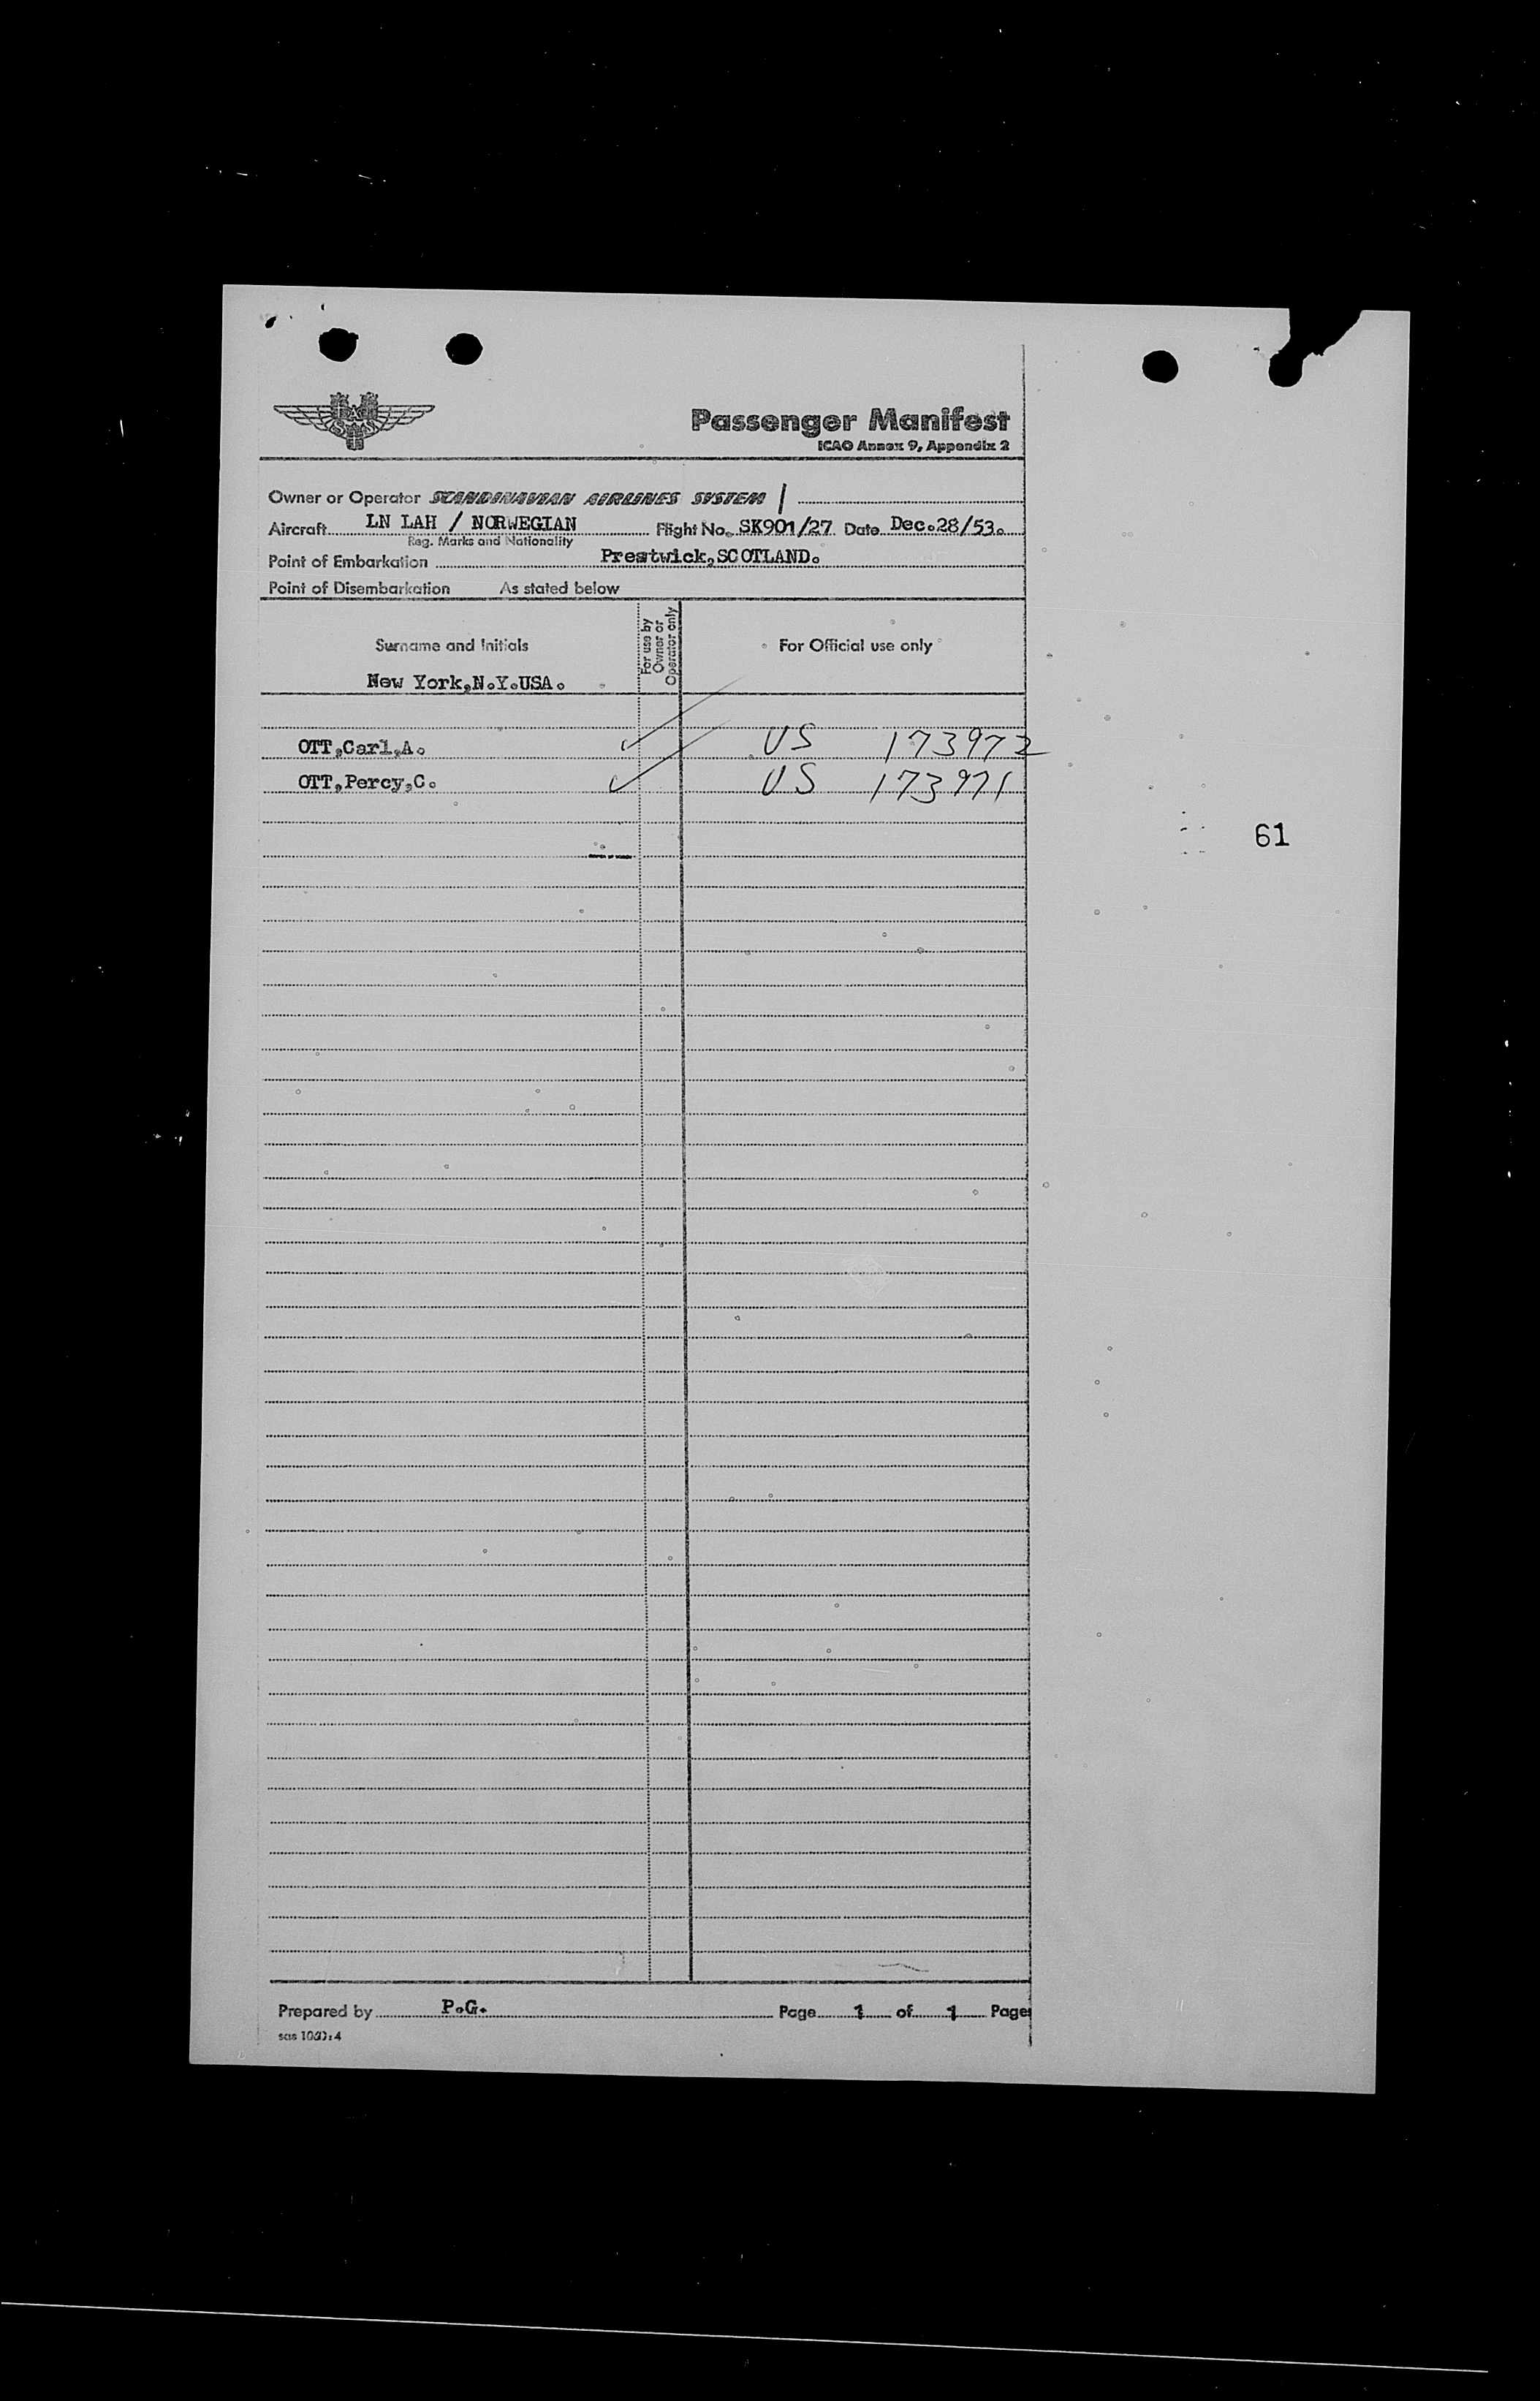 SAS
Passenger Manifest
ICAO Annex 9, Appendix 2
Owner or Operator SCANDINAVIAN AIRLINES SYSTEM /
Aircraft LN LAH / NORWEGIAN Flight No. SK901/27 Date Dec.28/53.
Reg. Marks and Nationality
Point of Embarkation Prestwick,SCOTLAND.
Point of Disembarkation As stated below
Surname and Initials For use by Owner or Operator only For Official use only
New York,N.Y.USA.
OTT,Carl,A. US 173972
OTT,Percy,C. US 173971
61
Prepared by P.G. Page 1 of 1 Pages
sas